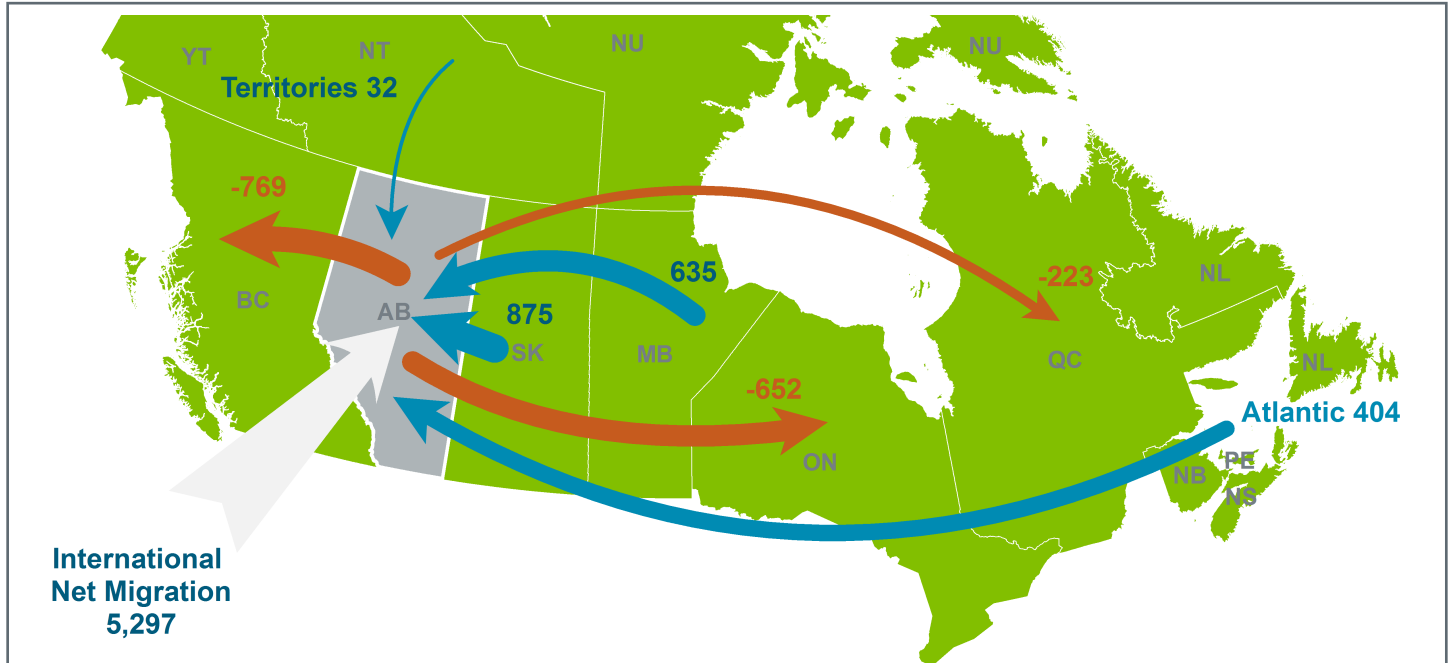 YT
NT
NU
NU
Territories 32
-769
635
-223
NL
BC
AB
875
SK
MB
QC
NL
-652
Atlantic 404
ON
NB
PE
NS
International
Net Migration
5,297